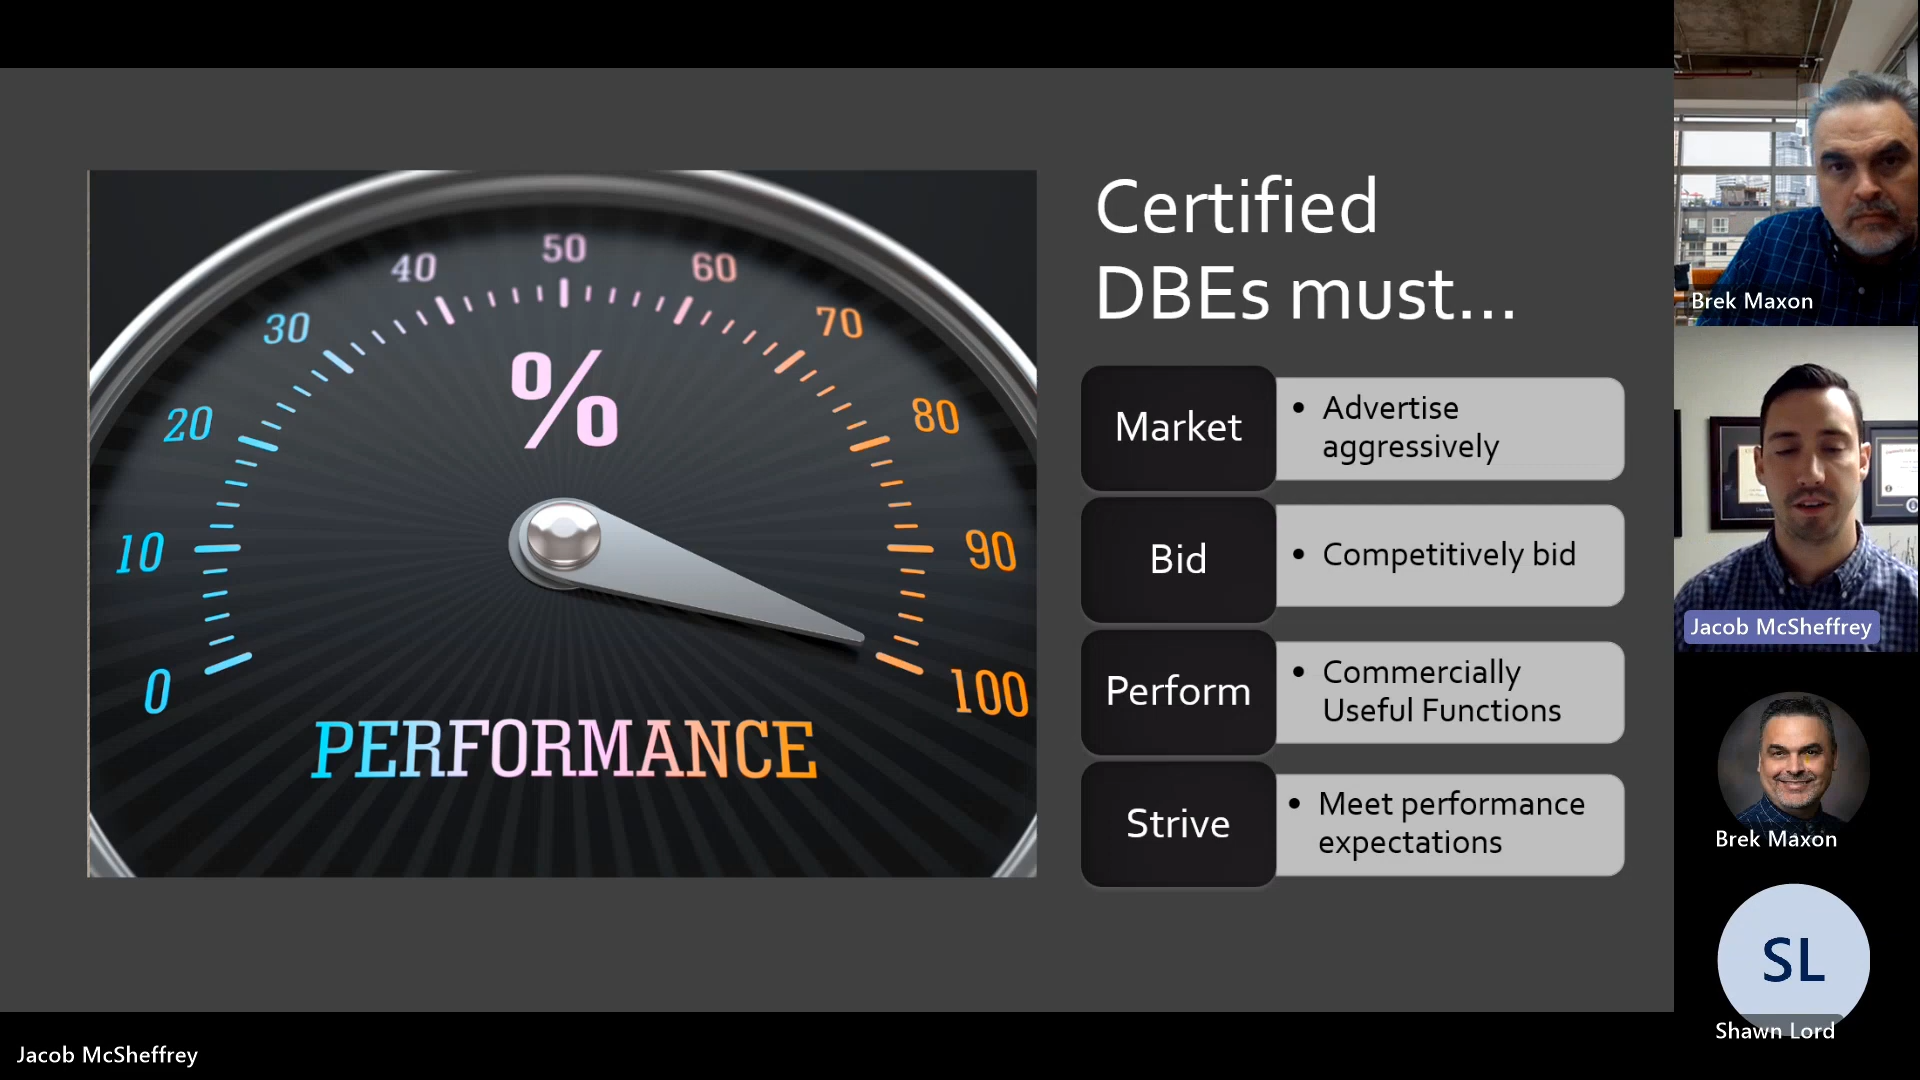 Certified
DBEs must...
Market
• Advertise
aggressively
Bid
• Competitively bid
Perform
• Commercially
Useful Functions
Strive
• Meet performance
expectations
0
10
20
30
40
50
60
70
80
90
100
%
PERFORMANCE
Brek Maxon
Jacob McSheffrey
Brek Maxon
SL
Shawn Lord
Jacob McSheffrey